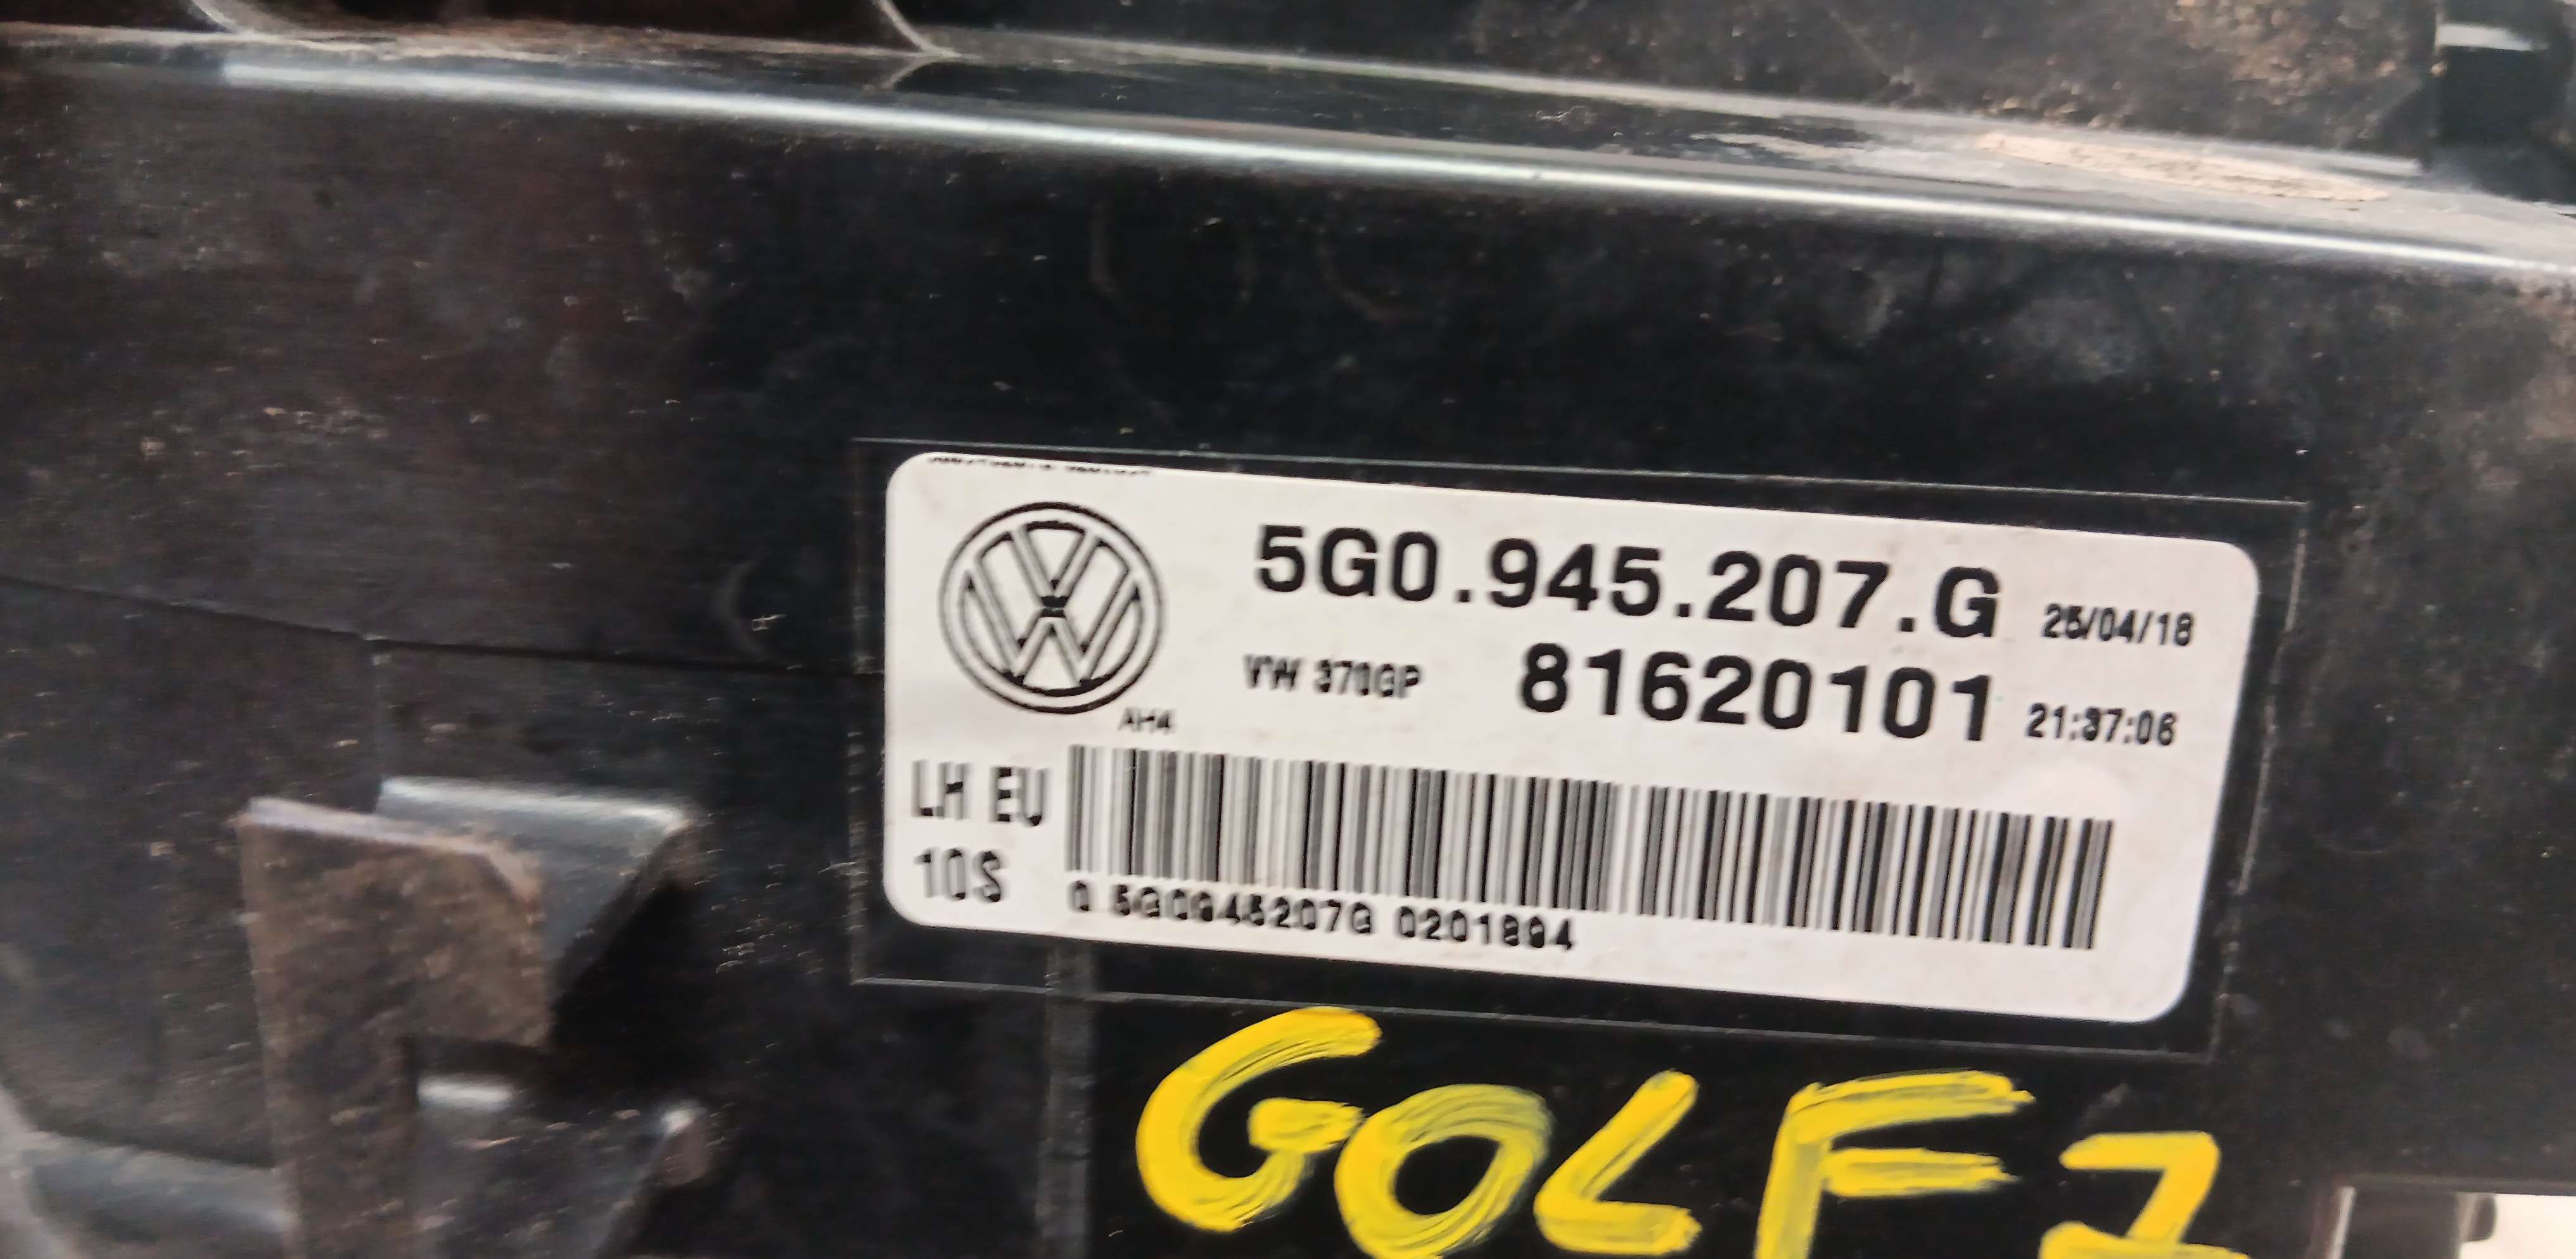 5G0.945.207.G 25/04/18
VW 370GP 81620101 21:37:06
AH4
LH EU
10S
0 5G0945207G 0201894
GOLF 7